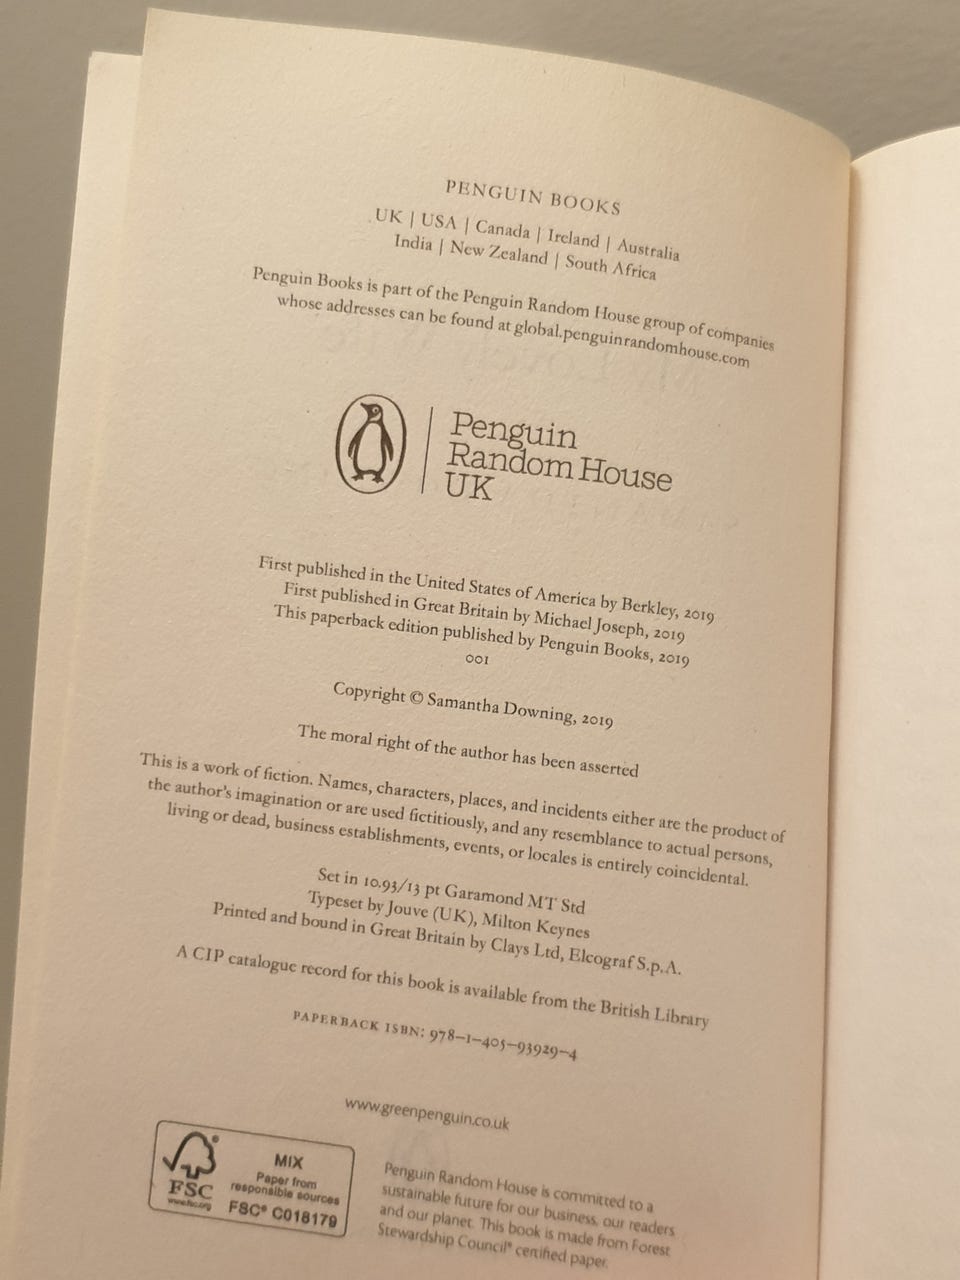 PENGUIN BOOKS
UK | USA | Canada | Ireland | Australia
India | New Zealand | South Africa
Penguin Books is part of the Penguin Random House group of companies
whose addresses can be found at global.penguinrandomhouse.com
Penguin
Random House
UK
First published in the United States of America by Berkley, 2019
First published in Great Britain by Michael Joseph, 2019
This paperback edition published by Penguin Books, 2019
001
Copyright © Samantha Downing, 2019
The moral right of the author has been asserted
This is a work of fiction. Names, characters, places, and incidents either are the product of
the author's imagination or are used fictitiously, and any resemblance to actual persons,
living or dead, business establishments, events, or locales is entirely coincidental.
Set in 10.93/13 pt Garamond MT Std
Typeset by Jouve (UK), Milton Keynes
Printed and bound in Great Britain by Clays Ltd, Elcograf S.p.A.
A CIP catalogue record for this book is available from the British Library
PAPERBACK ISBN: 978–1–405–93929–4
www.greenpenguin.co.uk
FSC
www.fsc.org
MIX
Paper from
responsible sources
FSC® C018179
Penguin Random House is committed to a
sustainable future for our business, our readers
and our planet. This book is made from Forest
Stewardship Council® certified paper.